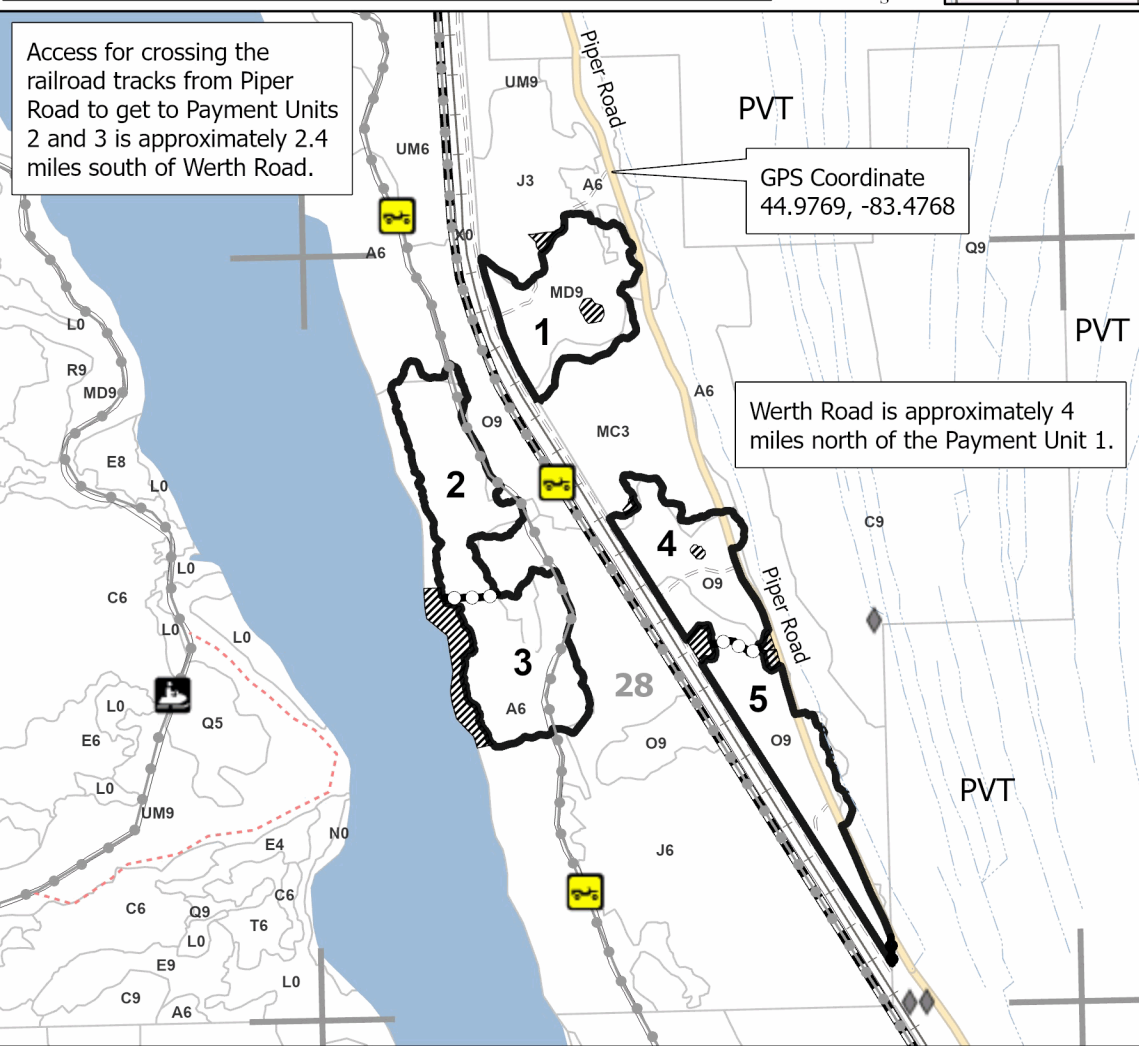 Access for crossing the
railroad tracks from Piper
Road to get to Payment Units
2 and 3 is approximately 2.4
miles south of Werth Road.
Piper Road
UM9
PVT
UM6
J3
A6
GPS Coordinate
44.9769, -83.4768
X0
A6
Q9
MD9
1
L0
PVT
R9
MD9
A6
Werth Road is approximately 4
miles north of the Payment Unit 1.
O9
MC3
E8
L0
2
C9
4
L0
O9
C6
Piper Road
L0
L0
3
28
5
L0
Q5
A6
E6
O9
O9
L0
PVT
UM9
N0
E4
J6
C6
C6
Q9
T6
L0
E9
L0
C9
A6